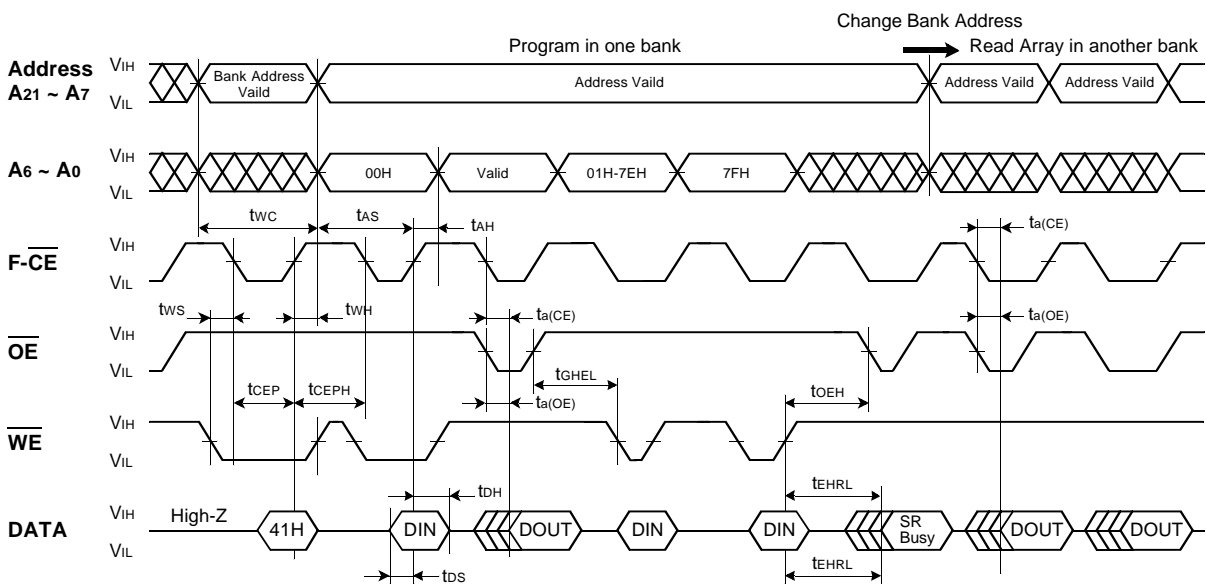 Change Bank Address
Program in one bank
Read Array in another bank
Address
A21 ~ A7
VIH
VIL
Bank Address
Vaild
Address Vaild
Address Vaild
Address Vaild
A6 ~ A0
VIH
VIL
00H
Valid
01H-7EH
7FH
tWC
tAS
tAH
ta(CE)
F-CE
VIH
VIL
tWS
tWH
ta(CE)
ta(OE)
OE
VIH
VIL
tCEP
tCEPH
tGHEL
ta(OE)
tOEH
WE
VIH
VIL
tDH
tEHRL
DATA
VIH
VIL
High-Z
41H
DIN
DOUT
DIN
DIN
SR
Busy
DOUT
DOUT
tDS
tEHRL